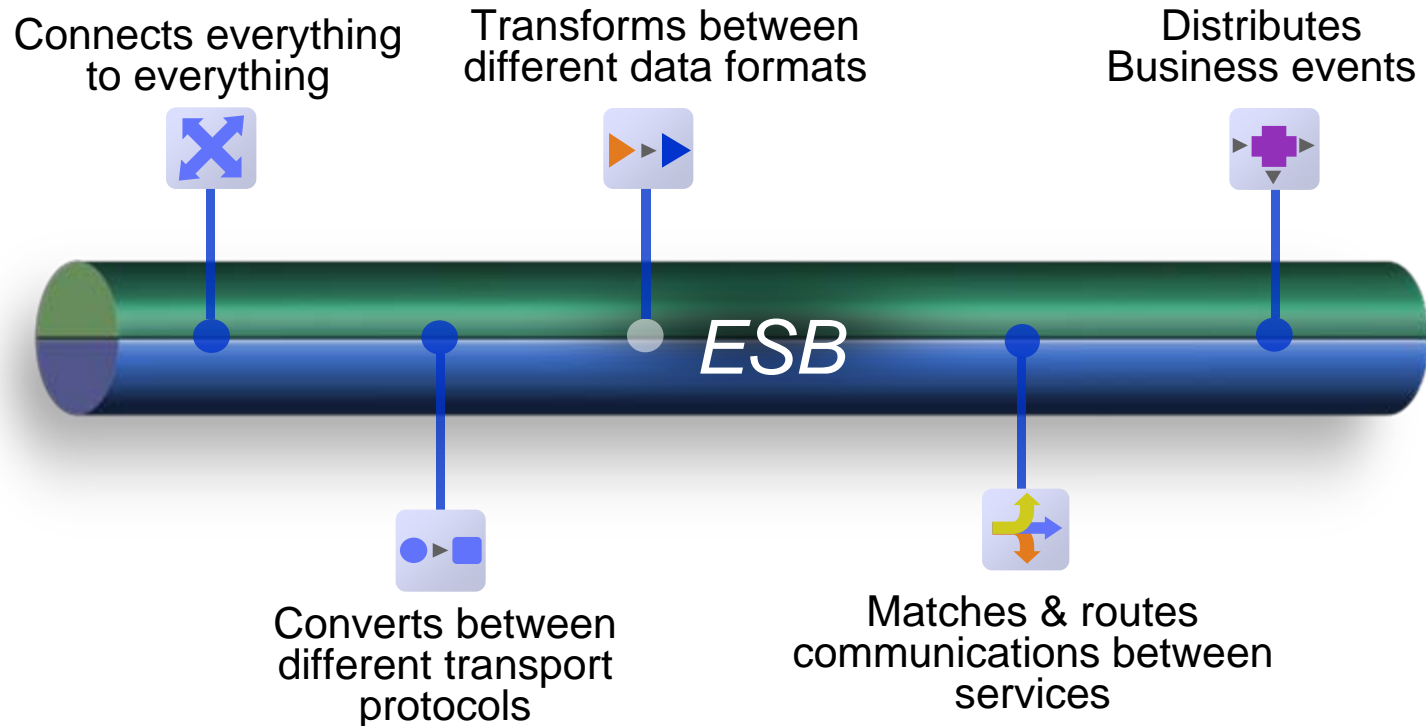 Connects everything
to everything
Transforms between
different data formats
Distributes
Business events
ESB
Converts between
different transport
protocols
Matches & routes
communications between
services